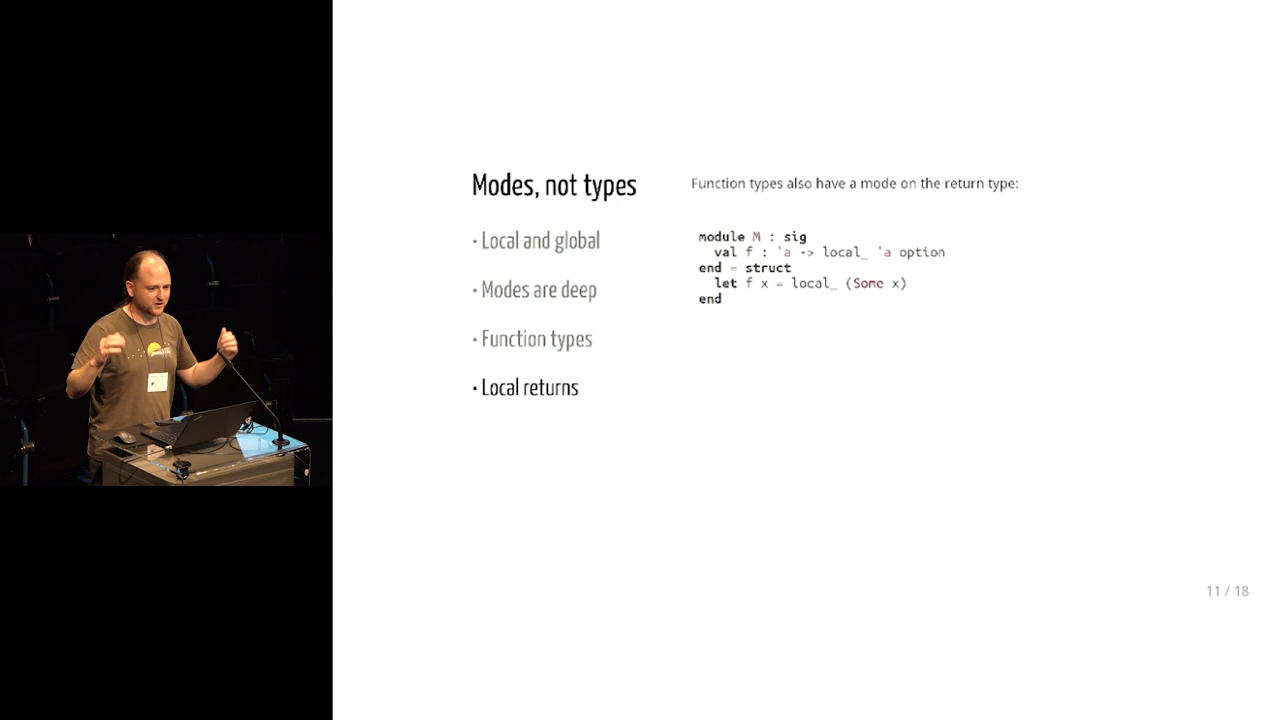 Modes, not types
• Local and global
• Modes are deep
• Function types
• Local returns
Function types also have a mode on the return type:
module M : sig
val f : 'a -> local_ 'a option
end = struct
let f x = local_ (Some x)
end
11 / 18